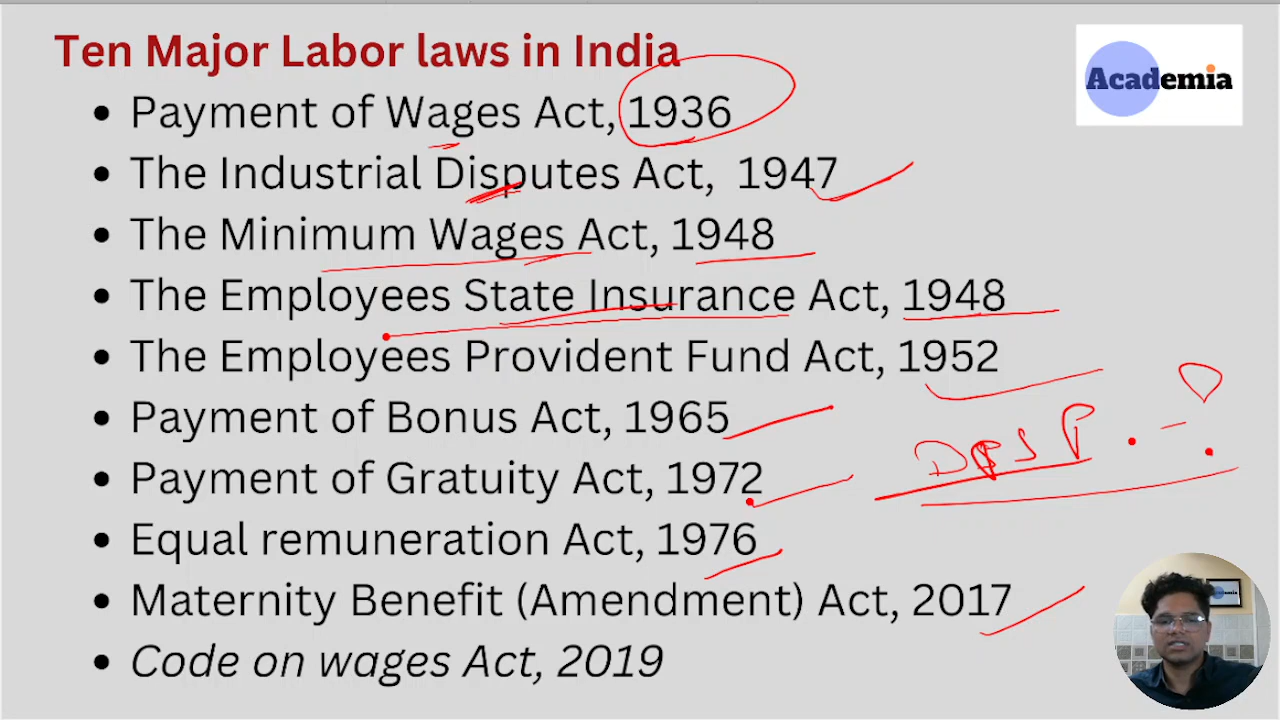 Ten Major Labor laws in India
Academia
• Payment of Wages Act, 1936
• The Industrial Disputes Act, 1947
• The Minimum Wages Act, 1948
• The Employees State Insurance Act, 1948
• The Employees Provident Fund Act, 1952
• Payment of Bonus Act, 1965
• Payment of Gratuity Act, 1972
• Equal remuneration Act, 1976
• Maternity Benefit (Amendment) Act, 2017
• Code on wages Act, 2019